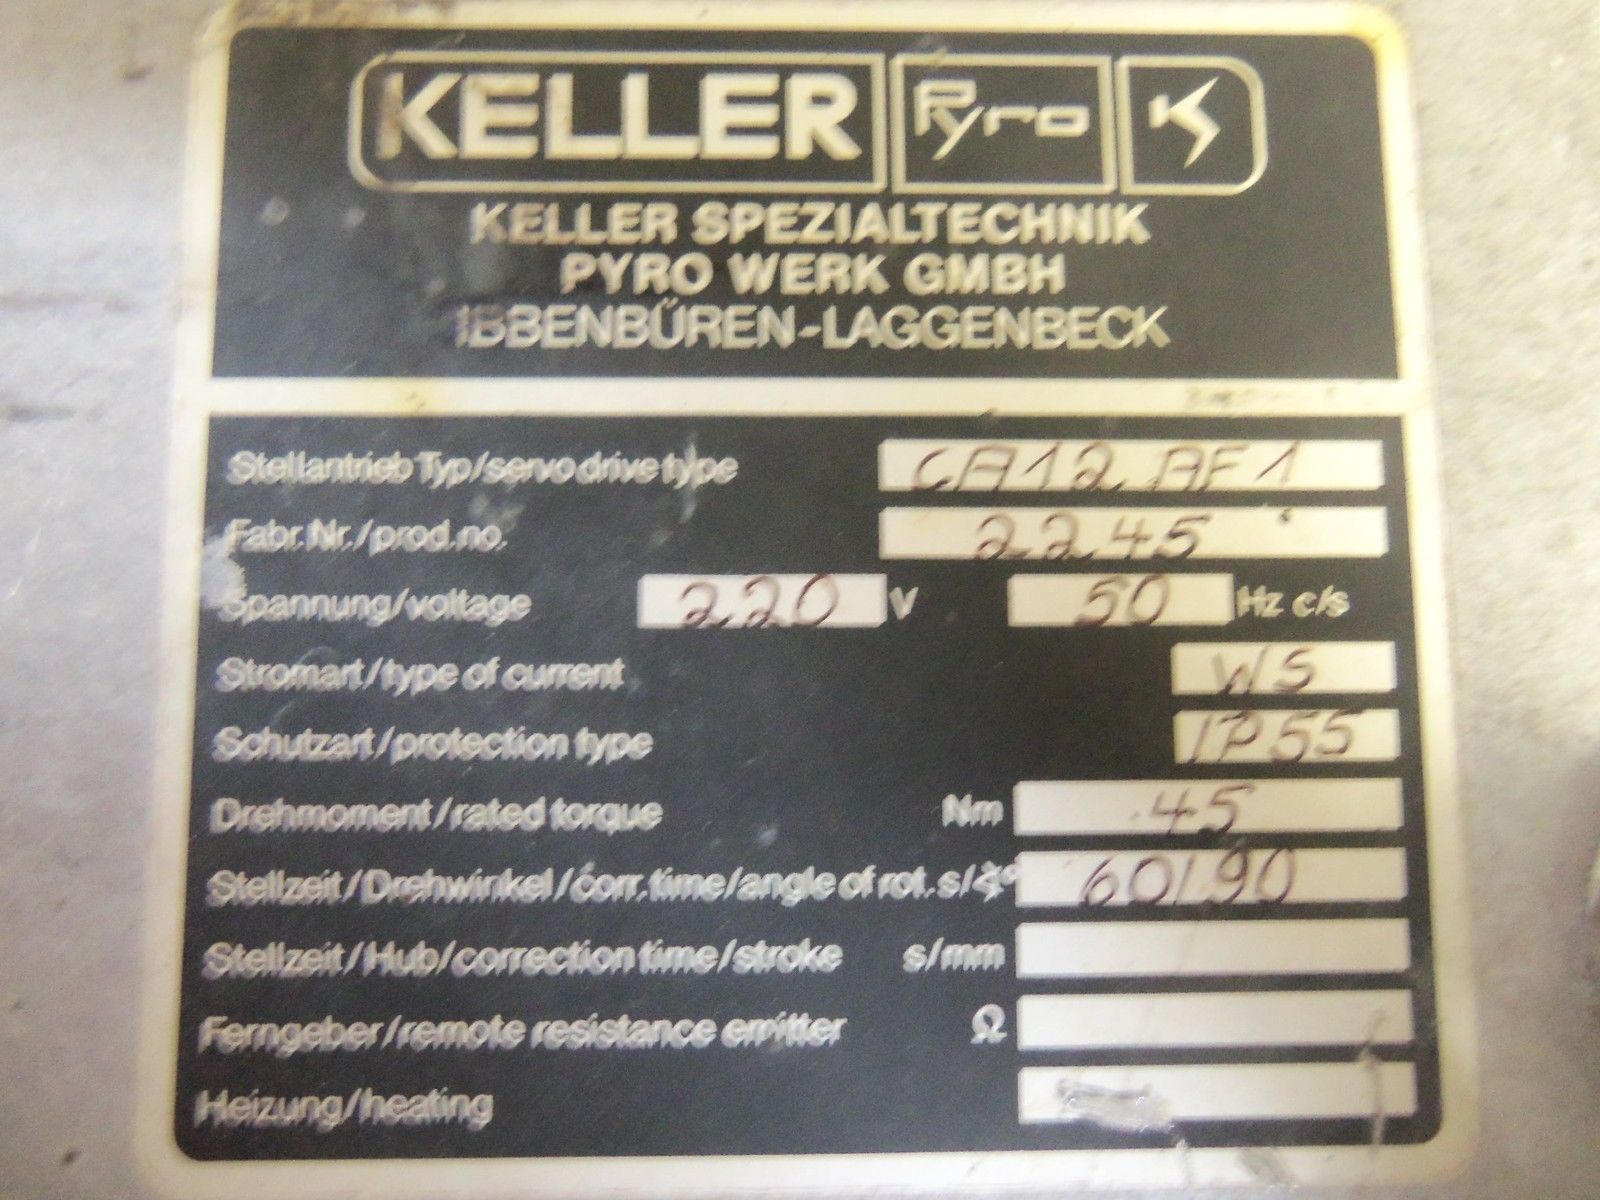 KELLER Pyro K
KELLER SPEZIALTECHNIK
PYRO WERK GMBH
IBBENBÜREN-LAGGENBECK
Stellantrieb Typ/servo drive type CA12AF1
Fabr. Nr./prod. no. 2245
Spannung/voltage 220 V 50 Hz c/s
Stromart/type of current WS
Schutzart/protection type IP55
Drehmoment/rated torque Nm 45
Stellzeit/Drehwinkel/corr. time/angle of rot. s/∢° 60/90
Stellzeit/Hub/correction time/stroke s/mm
Ferngeber/remote resistance emitter Ω
Heizung/heating